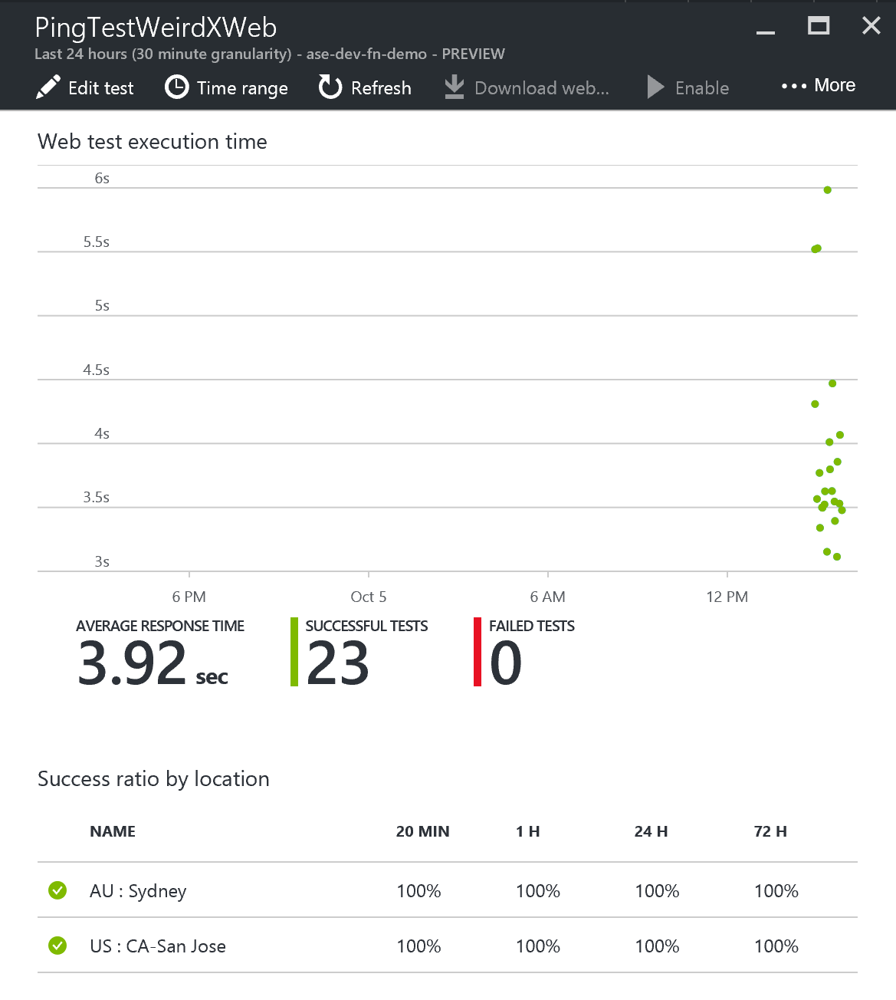 PingTestWeirdXWeb
Last 24 hours (30 minute granularity) - ase-dev-fn-demo - PREVIEW
Edit test Time range Refresh Download web... Enable ••• More
Web test execution time
6s
5.5s
5s
4.5s
4s
3.5s
3s
6 PM Oct 5 6 AM 12 PM
AVERAGE RESPONSE TIME SUCCESSFUL TESTS FAILED TESTS
3.92 sec 23 0
Success ratio by location
NAME 20 MIN 1 H 24 H 72 H
AU : Sydney 100% 100% 100% 100%
US : CA-San Jose 100% 100% 100% 100%